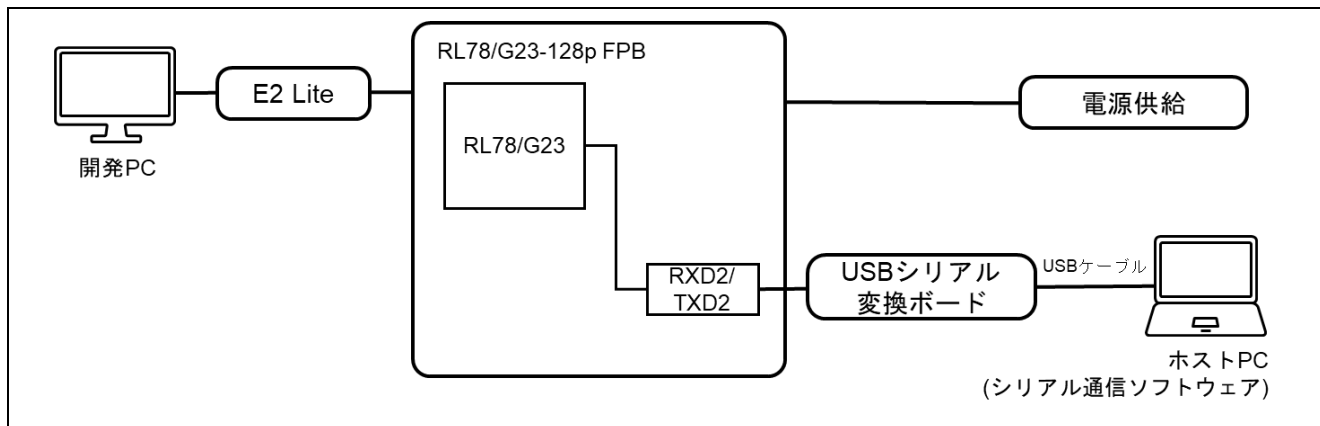 RL78/G23-128p FPB
E2 Lite
開発PC
RL78/G23
電源供給
RXD2/
TXD2
USBシリアル
変換ボード
USBケーブル
ホストPC
(シリアル通信ソフトウェア)